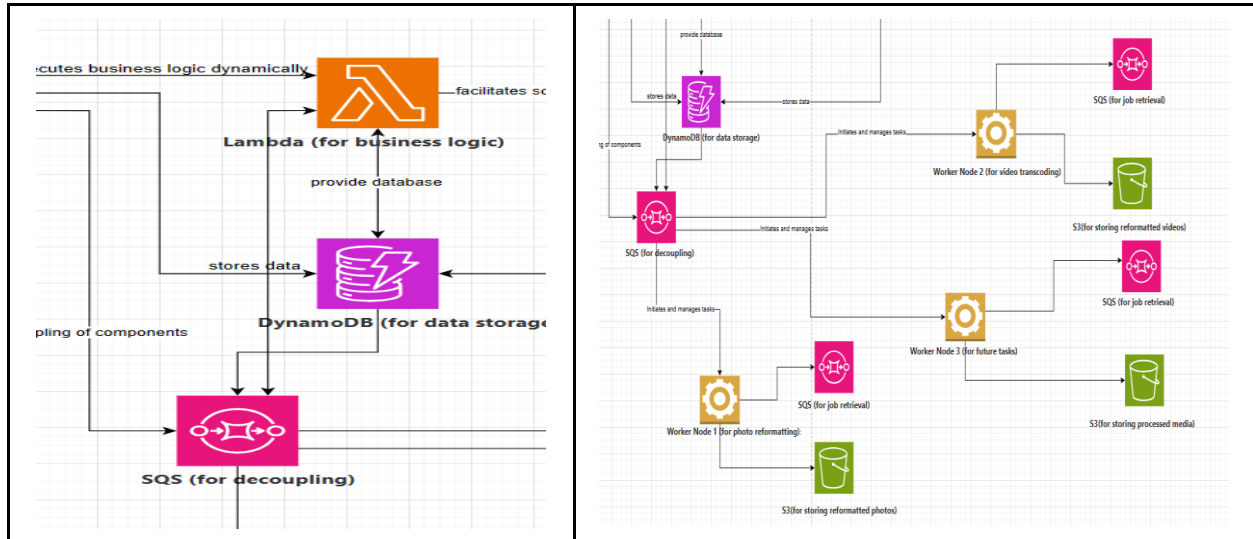 ecutes business logic dynamically
facilitates sc
Lambda (for business logic)
provide database
stores data
DynamoDB (for data storage
pling of components
SQS (for decoupling)
provide database
SQS (for job retrieval)
stores data
stores data
DynamoDB (for data storage)
Initiates and manages tasks
ng of components
Worker Node 2 (for video transcoding)
S3(for storing reformatted videos)
Initiates and manages tasks
SQS (for decoupling)
SQS (for job retrieval)
Initiates and manages tasks
Worker Node 3 (for future tasks)
SQS (for job retrieval)
S3(for storing processed media)
Worker Node 1 (for photo reformatting)
S3(for storing reformatted photos)